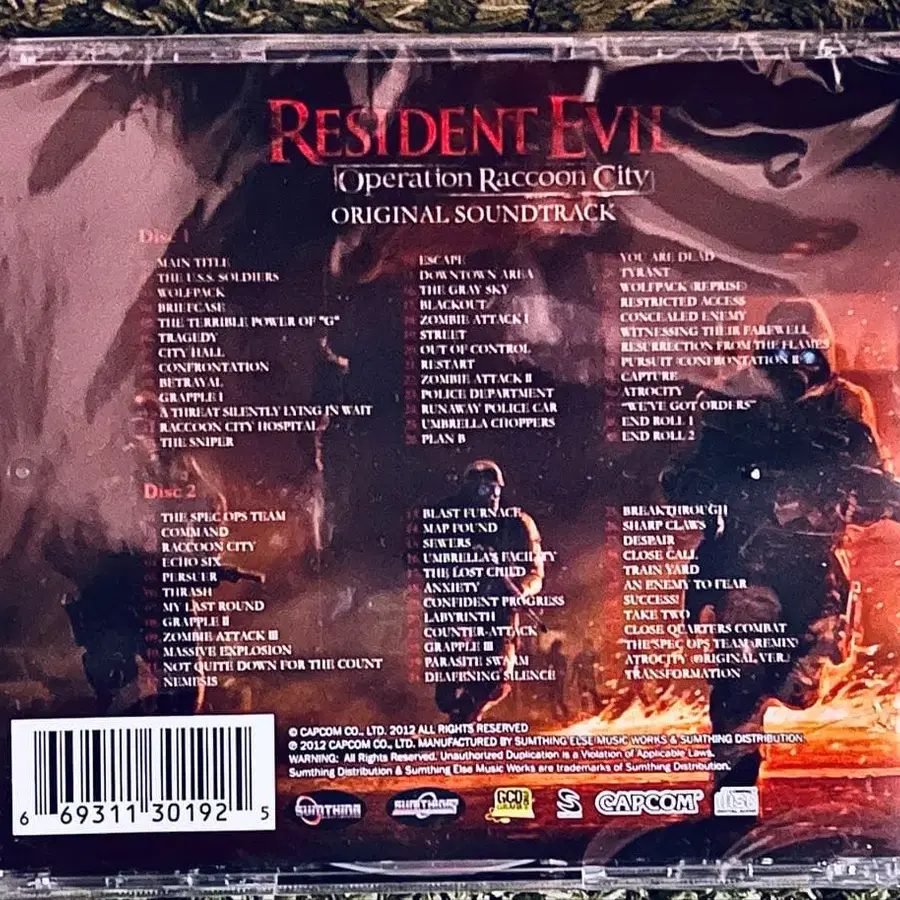 RESIDENT EVIL
Operation Raccoon City
ORIGINAL SOUNDTRACK
Disc 1
MAIN TITLE
THE U.S.S. SOLDIERS
WOLFPACK
BRIEFCASE
THE TERRIBLE POWER OF "G"
TRAGEDY
CITY HALL
CONFRONTATION
BETRAYAL
GRAPPLE I
A THREAT SILENTLY LYING IN WAIT
RACCOON CITY HOSPITAL
THE SNIPER
ESCAPE
DOWNTOWN AREA
THE GRAY SKY
BLACKOUT
ZOMBIE ATTACK I
STREET
OUT OF CONTROL
RESTART
ZOMBIE ATTACK II
POLICE DEPARTMENT
RUNAWAY POLICE CAR
UMBRELLA CHOPPERS
PLAN B
YOU ARE DEAD
TYRANT
WOLFPACK (REPRISE)
RESTRICTED ACCESS
CONCEALED ENEMY
WITNESSING THEIR FAREWELL
RESURRECTION FROM THE FLAMES
PURSUIT (CONFRONTATION II)
CAPTURE
ATROCITY
"WE'VE GOT ORDERS"
END ROLL 1
END ROLL 2
Disc 2
THE SPEC OPS TEAM
COMMAND
RACCOON CITY
ECHO SIX
PERSUER
THRASH
MY LAST ROUND
GRAPPLE II
ZOMBIE ATTACK III
MASSIVE EXPLOSION
NOT QUITE DOWN FOR THE COUNT
NEMESIS
BLAST FURNACE
MAP FOUND
SEWERS
UMBRELLA'S FACILITY
THE LOST CHILD
ANXIETY
CONFIDENT PROGRESS
LABYRINTH
COUNTER-ATTACK
GRAPPLE III
PARASITE SWARM
DEAFENING SILENCE
BREAKTHROUGH
SHARP CLAWS
DESPAIR
CLOSE CALL
TRAIN YARD
AN ENEMY TO FEAR
SUCCESS!
TAKE TWO
CLOSE QUARTERS COMBAT
THE SPEC OPS TEAM (REMIX)
ATROCITY (ORIGINAL VER.)
TRANSFORMATION
© CAPCOM CO., LTD. 2012 ALL RIGHTS RESERVED
℗ 2012 CAPCOM CO., LTD. MANUFACTURED BY SUMTHING ELSE MUSIC WORKS & SUMTHING DISTRIBUTION.
WARNING: All Rights Reserved. Unauthorized Duplication is a Violation of Applicable Laws.
Sumthing Distribution & Sumthing Else Music Works are trademarks of Sumthing Distribution.
6 69311 30192 5
SUMTHING
SUMTHING
CAPCOM
disc